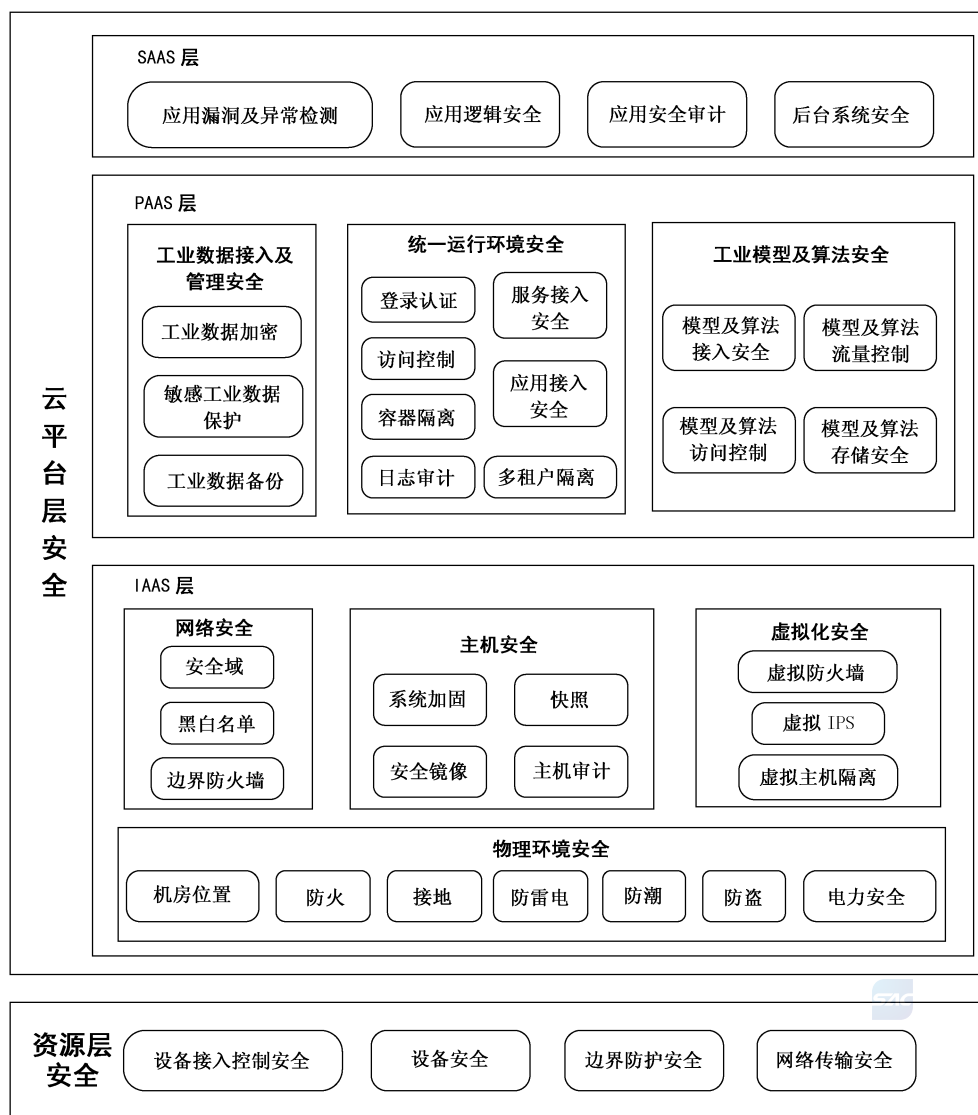 SAAS 层
应用漏洞及异常检测
应用逻辑安全
应用安全审计
后台系统安全
PAAS 层
工业数据接入及
管理安全
工业数据加密
敏感工业数据
保护
工业数据备份
统一运行环境安全
登录认证
服务接入
安全
访问控制
应用接入
安全
容器隔离
日志审计
多租户隔离
工业模型及算法安全
模型及算法
接入安全
模型及算法
流量控制
模型及算法
访问控制
模型及算法
存储安全
云
平
台
层
安
全
IAAS 层
网络安全
安全域
黑白名单
边界防火墙
主机安全
系统加固
快照
安全镜像
主机审计
虚拟化安全
虚拟防火墙
虚拟 IPS
虚拟主机隔离
物理环境安全
机房位置
防火
接地
防雷电
防潮
防盗
电力安全
SZAC
资源层
安全
设备接入控制安全
设备安全
边界防护安全
网络传输安全